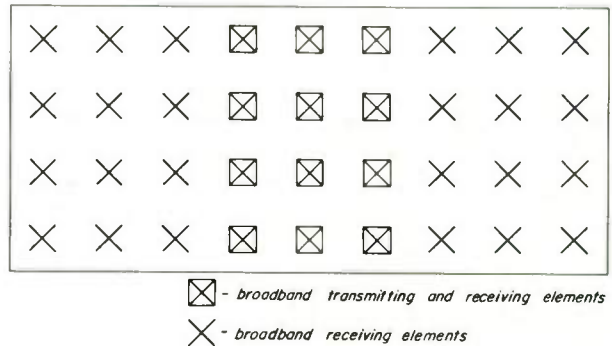 - broadband transmitting and receiving elements
- broadband receiving elements